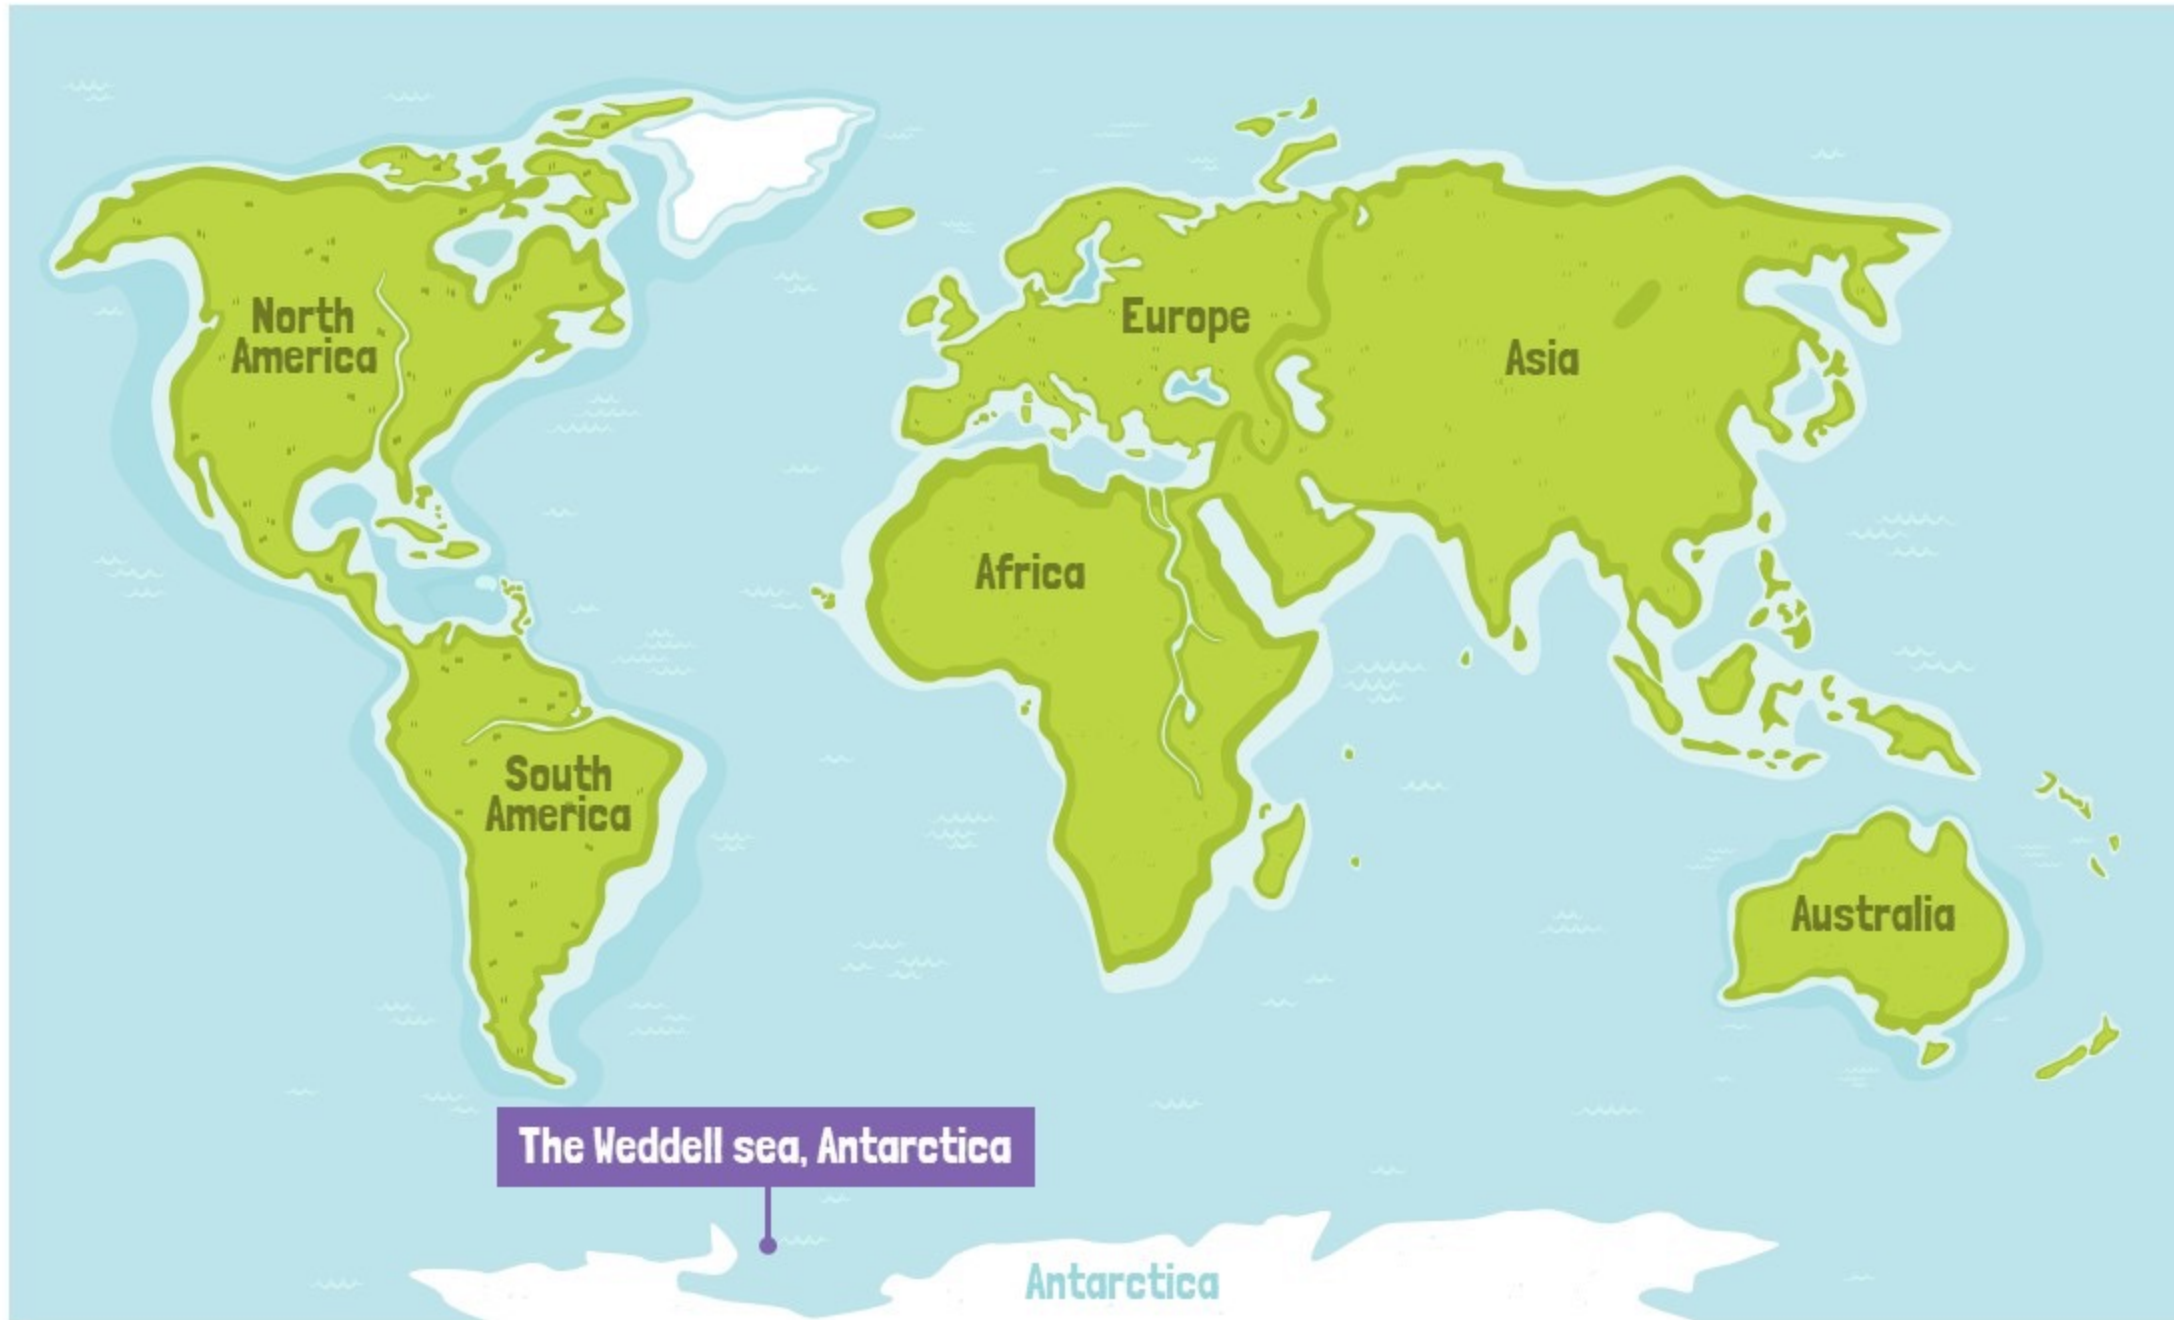 North
America
Europe
Asia
Africa
South
America
Australia
The Weddell sea, Antarctica
Antarctica